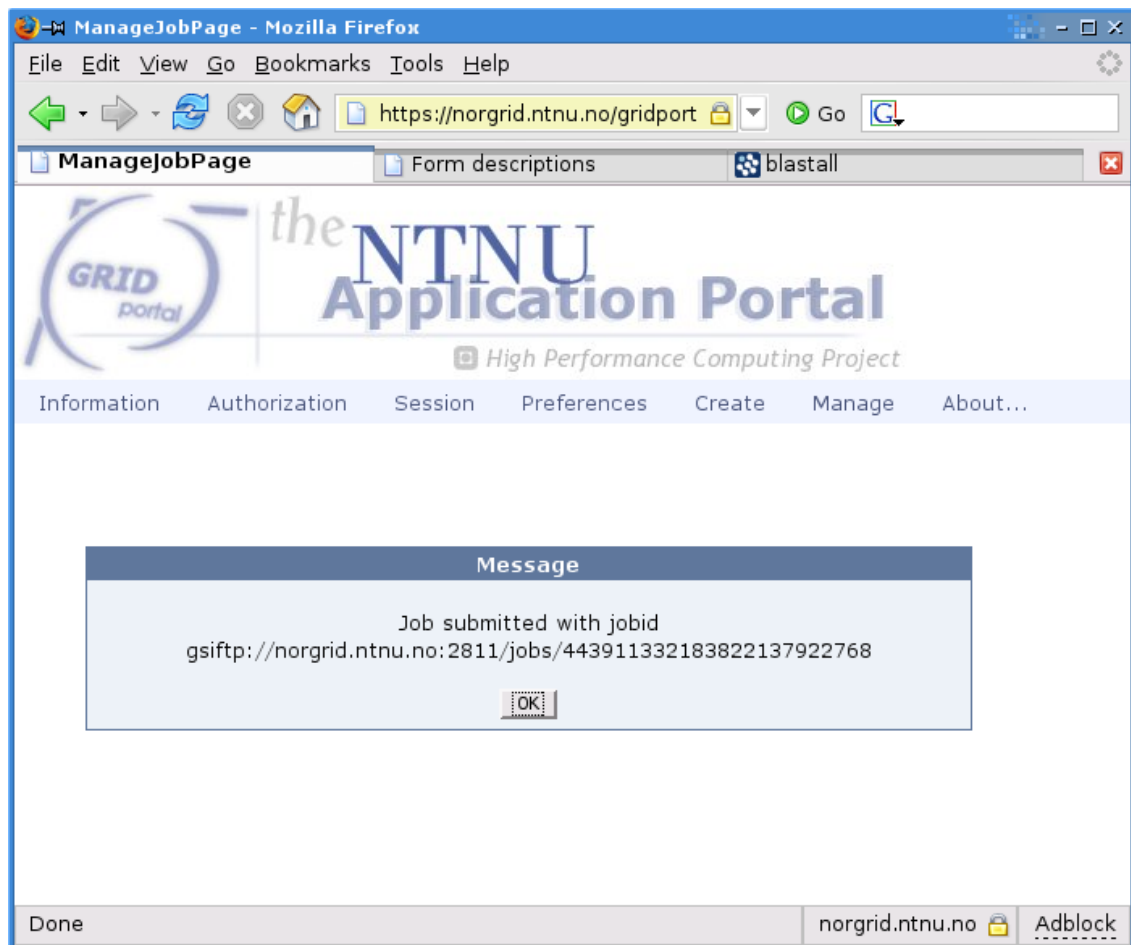 ManageJobPage - Mozilla Firefox
File Edit View Go Bookmarks Tools Help
https://norgrid.ntnu.no/gridport Go G
ManageJobPage Form descriptions blastall
GRID
portal
the NTNU
Application Portal
High Performance Computing Project
Information Authorization Session Preferences Create Manage About...
Message
Job submitted with jobid
gsiftp://norgrid.ntnu.no:2811/jobs/443911332183822137922768
OK
Done norgrid.ntnu.no Adblock